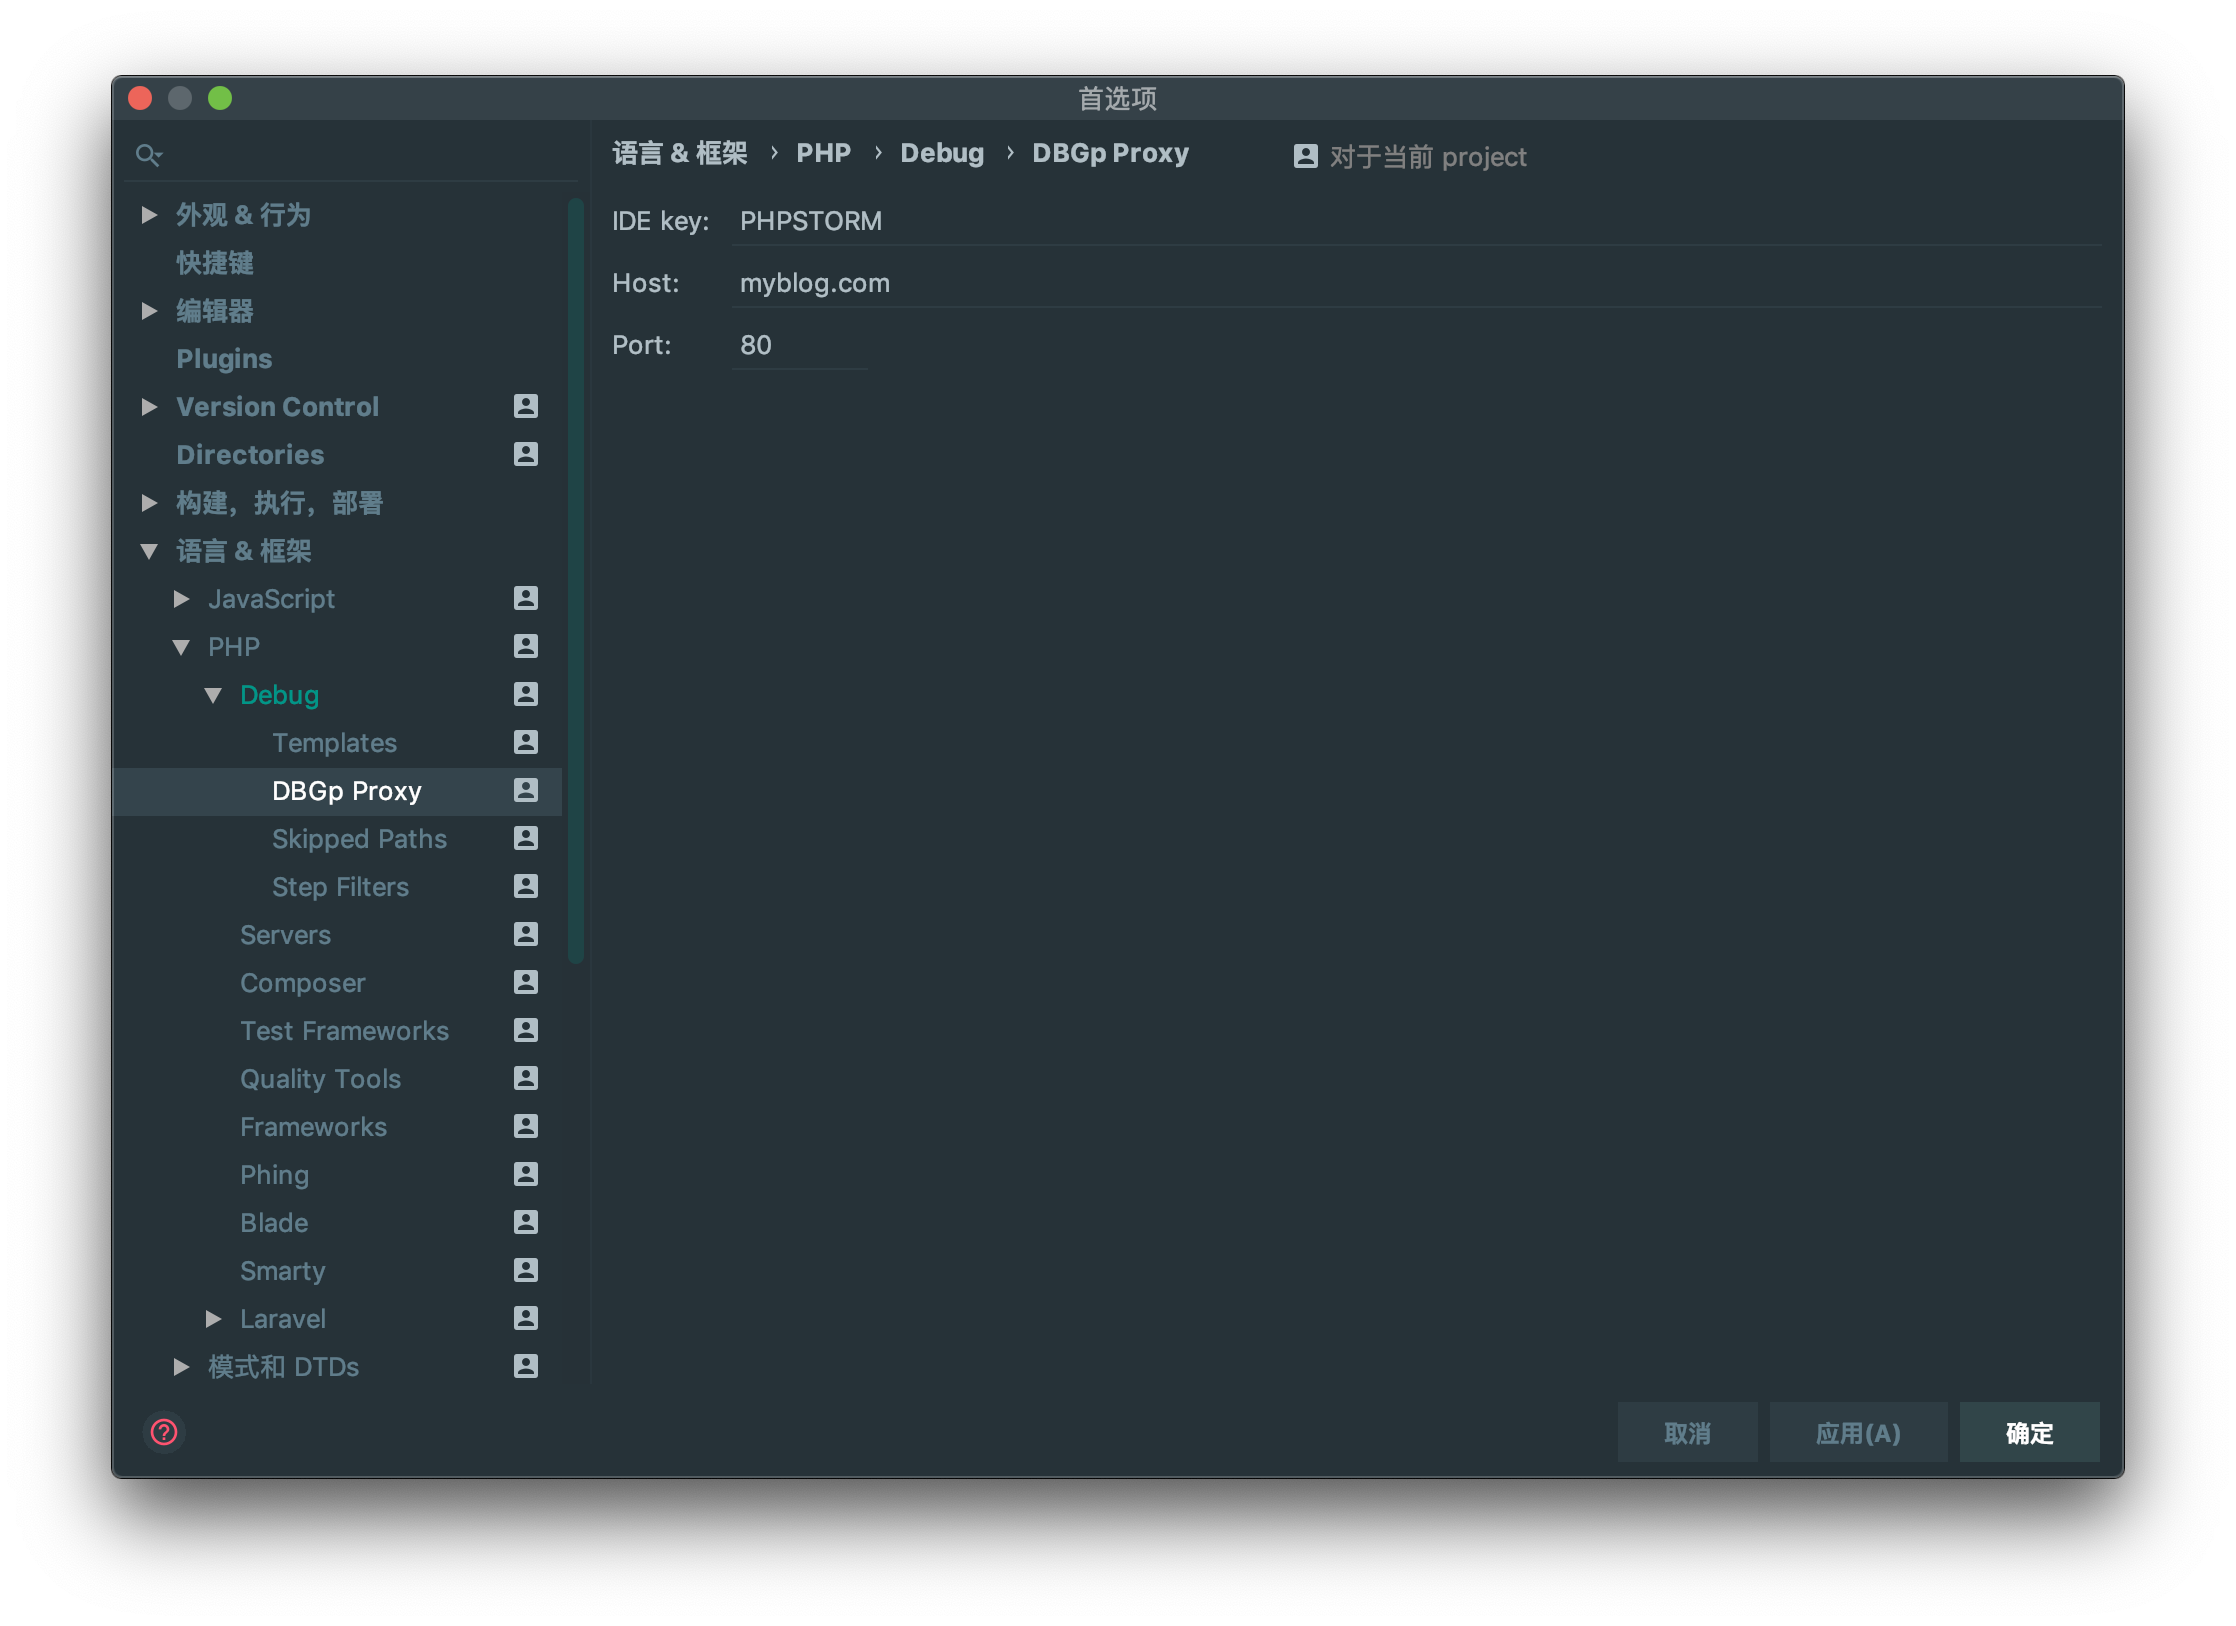 首选项
外观 & 行为
快捷键
编辑器
Plugins
Version Control
Directories
构建，执行，部署
语言 & 框架
JavaScript
PHP
Debug
Templates
DBGp Proxy
Skipped Paths
Step Filters
Servers
Composer
Test Frameworks
Quality Tools
Frameworks
Phing
Blade
Smarty
Laravel
模式和 DTDs
语言 & 框架 › PHP › Debug › DBGp Proxy 对于当前 project
IDE key: PHPSTORM
Host: myblog.com
Port: 80
? 取消 应用(A) 确定